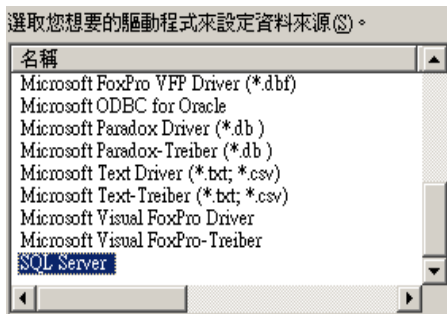 選取您想要的驅動程式來設定資料來源(S)。
名稱
Microsoft FoxPro VFP Driver (*.dbf)
Microsoft ODBC for Oracle
Microsoft Paradox Driver (*.db )
Microsoft Paradox-Treiber (*.db )
Microsoft Text Driver (*.txt; *.csv)
Microsoft Text-Treiber (*.txt; *.csv)
Microsoft Visual FoxPro Driver
Microsoft Visual FoxPro-Treiber
SQL Server